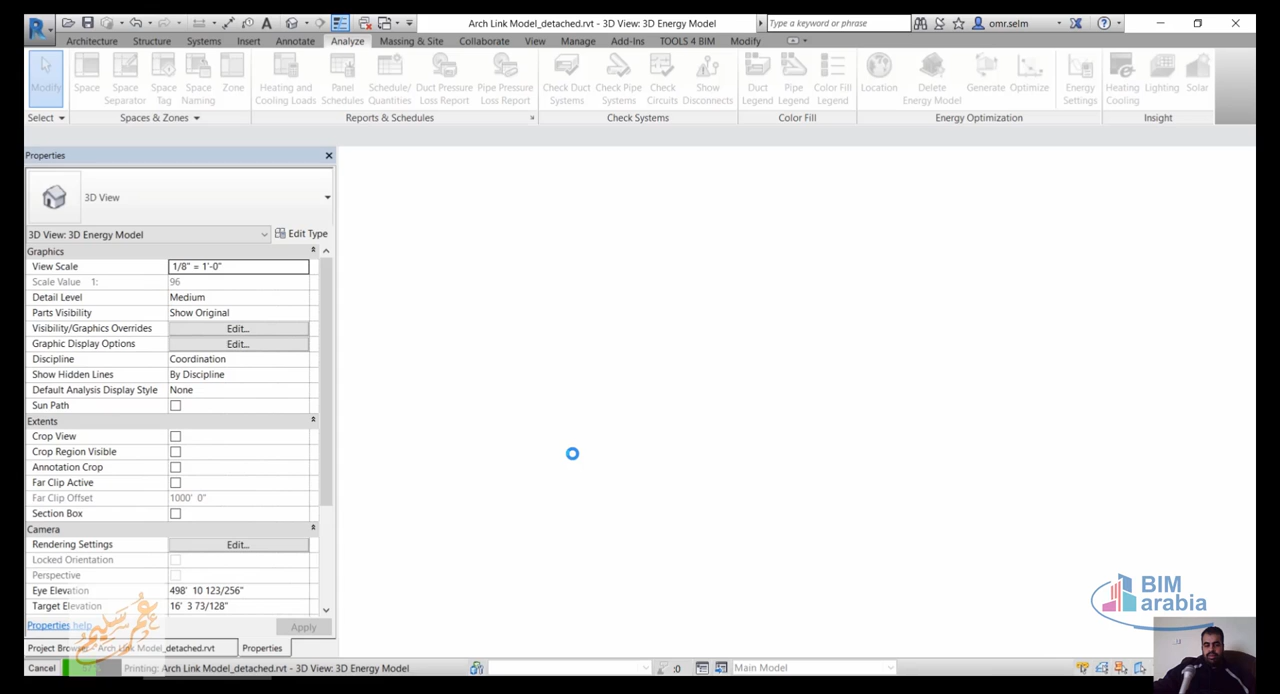 Arch Link Model_detached.rvt - 3D View: 3D Energy Model
Type a keyword or phrase
omr.selm
Architecture Structure Systems Insert Annotate Analyze Massing & Site Collaborate View Manage Add-Ins TOOLS 4 BIM Modify
Modify
Space
Space Separator
Space Tag
Space Naming
Zone
Heating and Cooling Loads
Panel Schedules
Schedule/ Quantities
Duct Pressure Loss Report
Pipe Pressure Loss Report
Check Duct Systems
Check Pipe Systems
Check Circuits
Show Disconnects
Duct Legend
Pipe Legend
Color Fill Legend
Location
Delete Energy Model
Generate
Optimize
Energy Settings
Heating Cooling
Lighting
Solar
Select
Spaces & Zones
Reports & Schedules
Check Systems
Color Fill
Energy Optimization
Insight
Properties
3D View
3D View: 3D Energy Model
Edit Type
Graphics
View Scale 1/8" = 1'-0"
Scale Value 1: 96
Detail Level Medium
Parts Visibility Show Original
Visibility/Graphics Overrides Edit...
Graphic Display Options Edit...
Discipline Coordination
Show Hidden Lines By Discipline
Default Analysis Display Style None
Sun Path
Extents
Crop View
Crop Region Visible
Annotation Crop
Far Clip Active
Far Clip Offset 1000' 0"
Section Box
Camera
Rendering Settings Edit...
Locked Orientation
Perspective
Eye Elevation 498' 10 123/256"
Target Elevation 16' 3 73/128"
Properties help
Apply
عمر سليم
Project Brow - Arch Link Model_detached.rvt
Properties
Cancel
Printing: Arch Link Model_detached.rvt - 3D View: 3D Energy Model
:0
Main Model
BIM
arabia